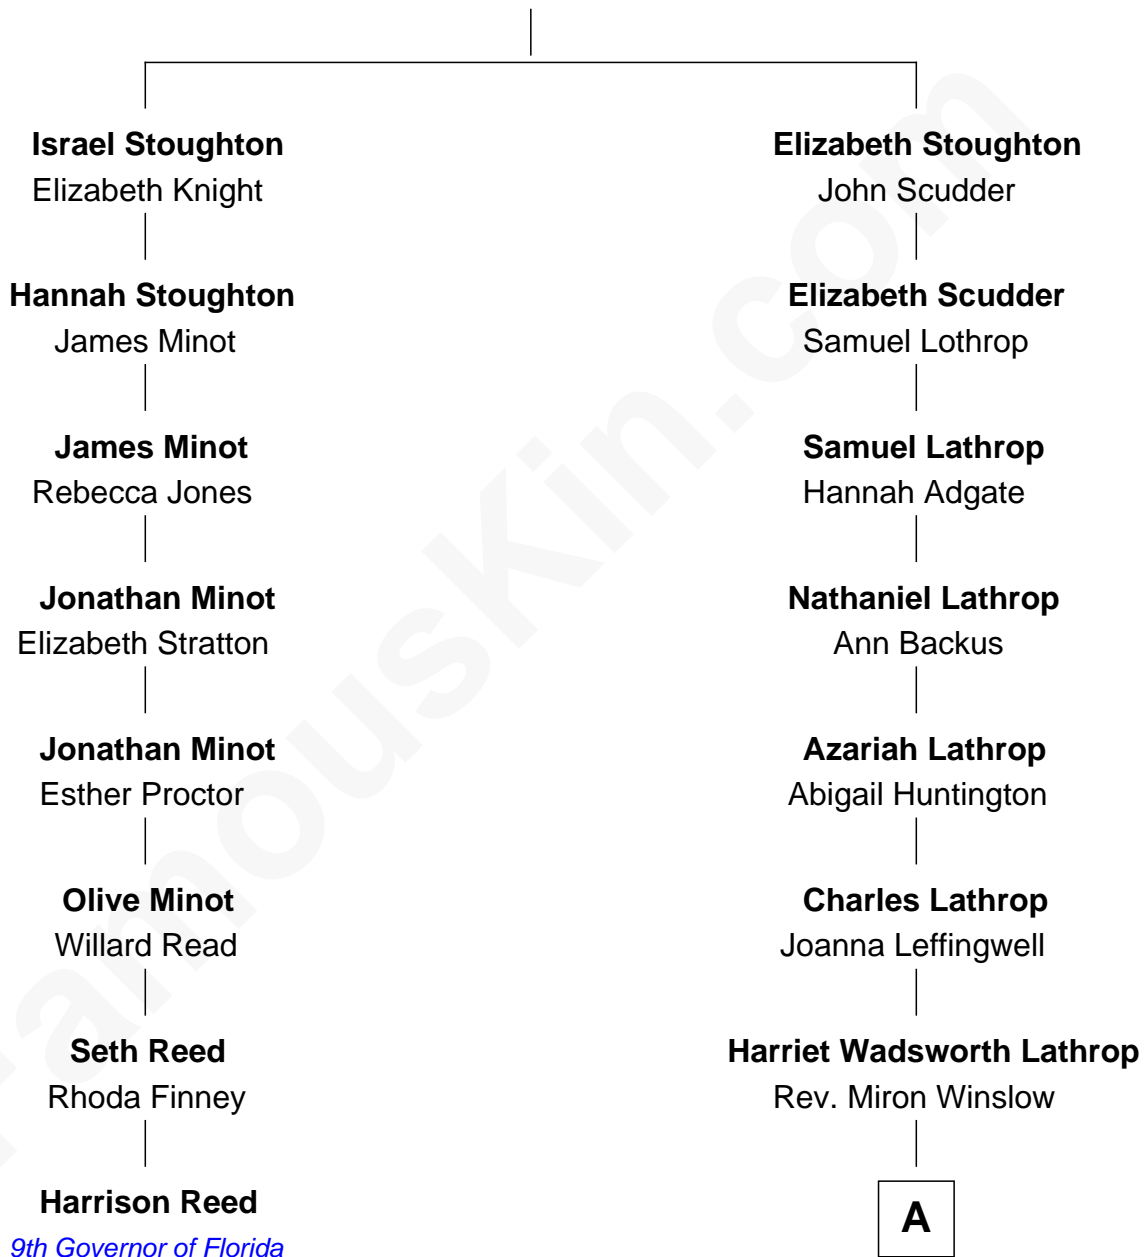 Israel Stoughton
Elizabeth Knight
Hannah Stoughton
James Minot
James Minot
Rebecca Jones
Jonathan Minot
Elizabeth Stratton
Jonathan Minot
Esther Proctor
Olive Minot
Willard Read
Seth Reed
Rhoda Finney
Harrison Reed
9th Governor of Florida
Elizabeth Stoughton
John Scudder
Elizabeth Scudder
Samuel Lothrop
Samuel Lathrop
Hannah Adgate
Nathaniel Lathrop
Ann Backus
Azariah Lathrop
Abigail Huntington
Charles Lathrop
Joanna Leffingwell
Harriet Wadsworth Lathrop
Rev. Miron Winslow
A
FamousKin.com